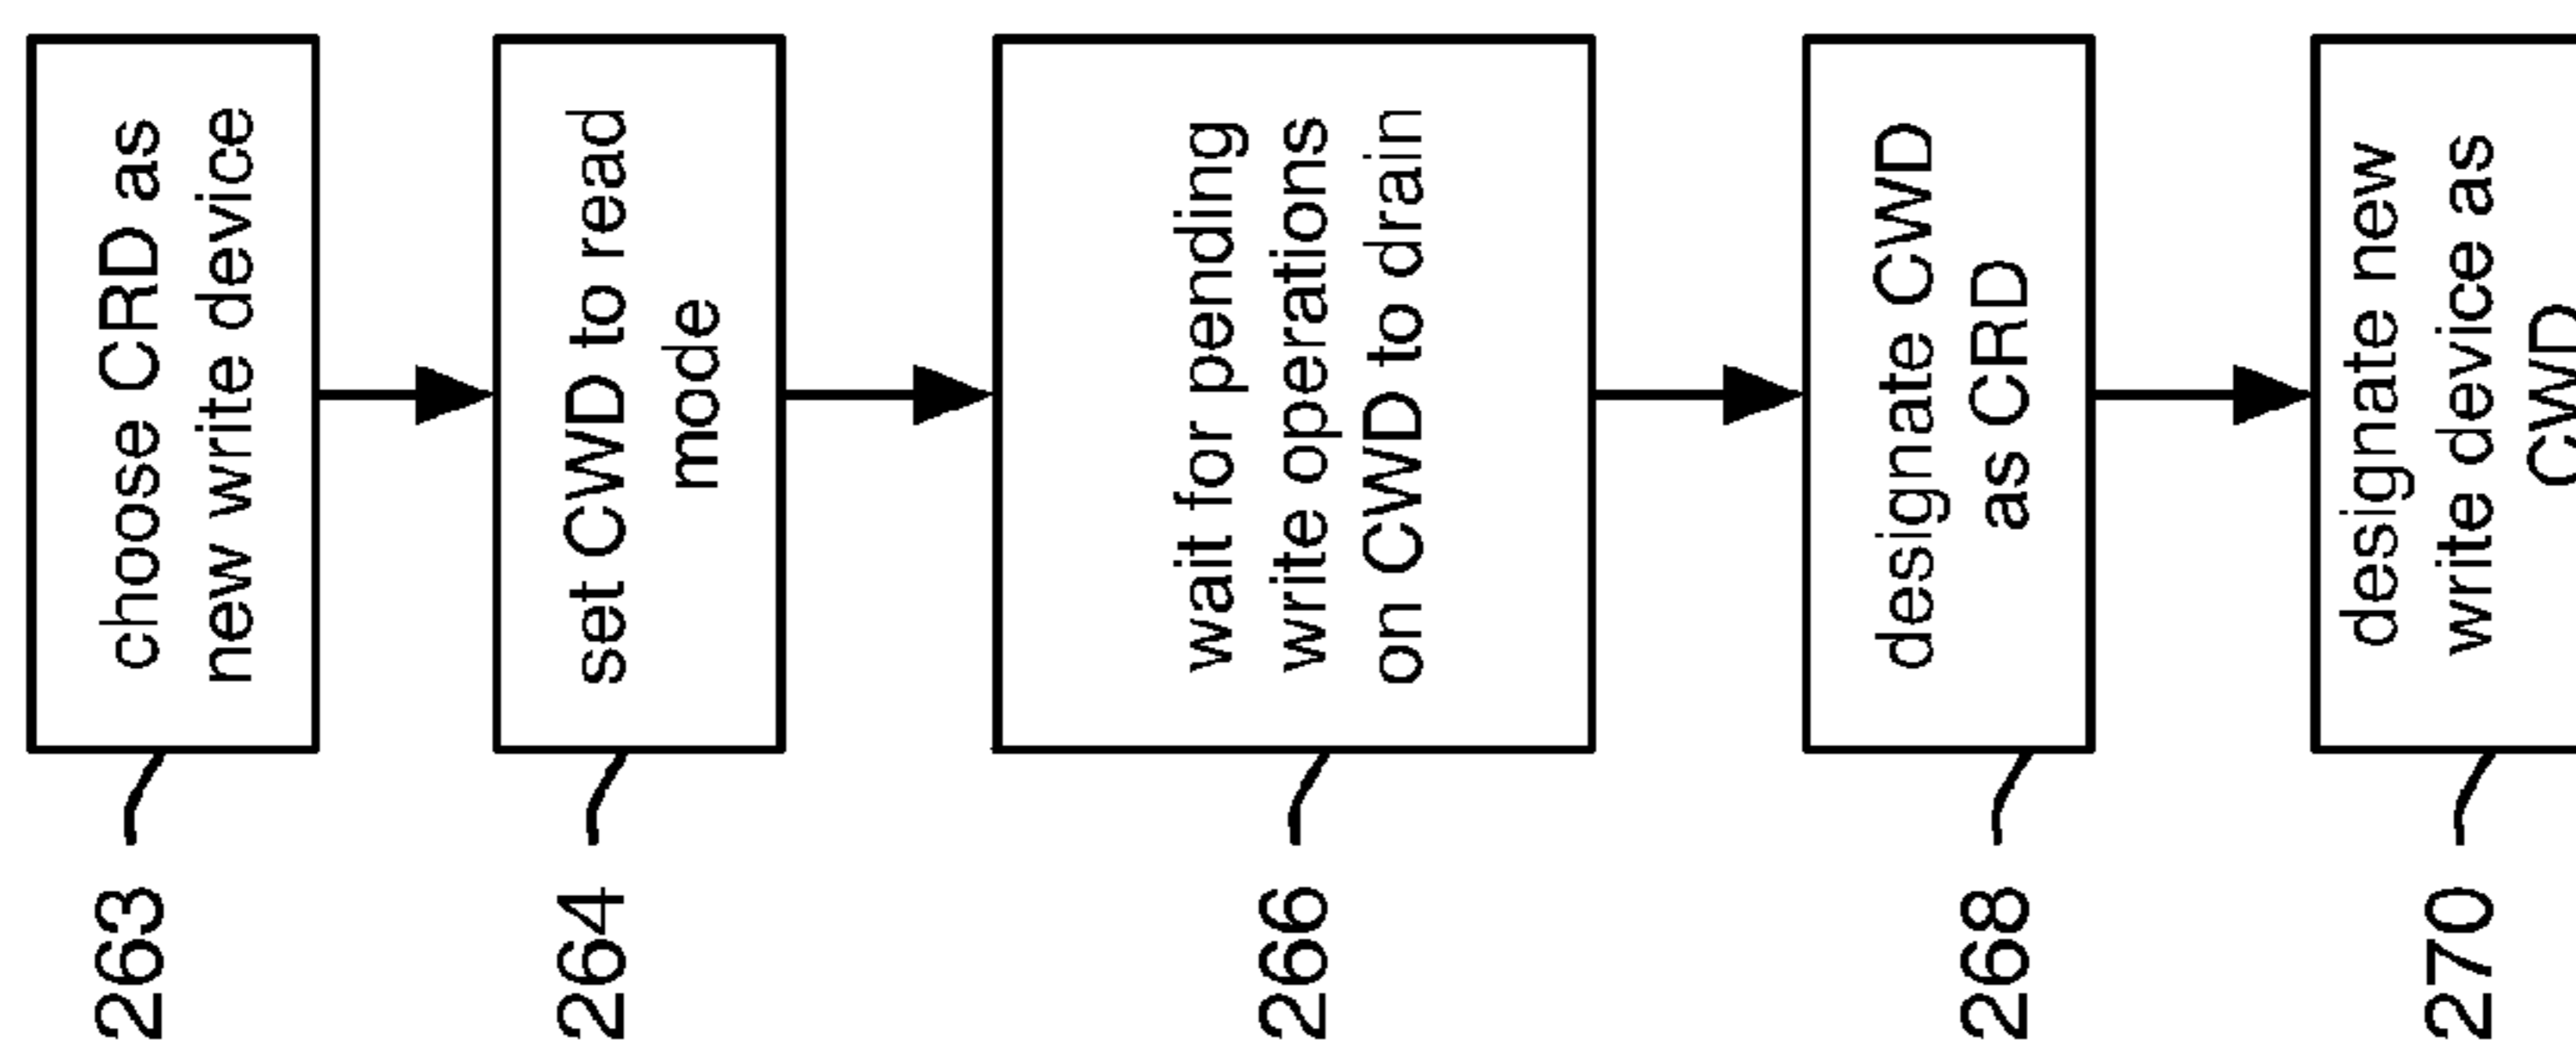 263
choose CRD as
new write device
264
set CWD to read
mode
266
wait for pending
write operations
on CWD to drain
268
designate CWD
as CRD
270
designate new
write device as
CWD